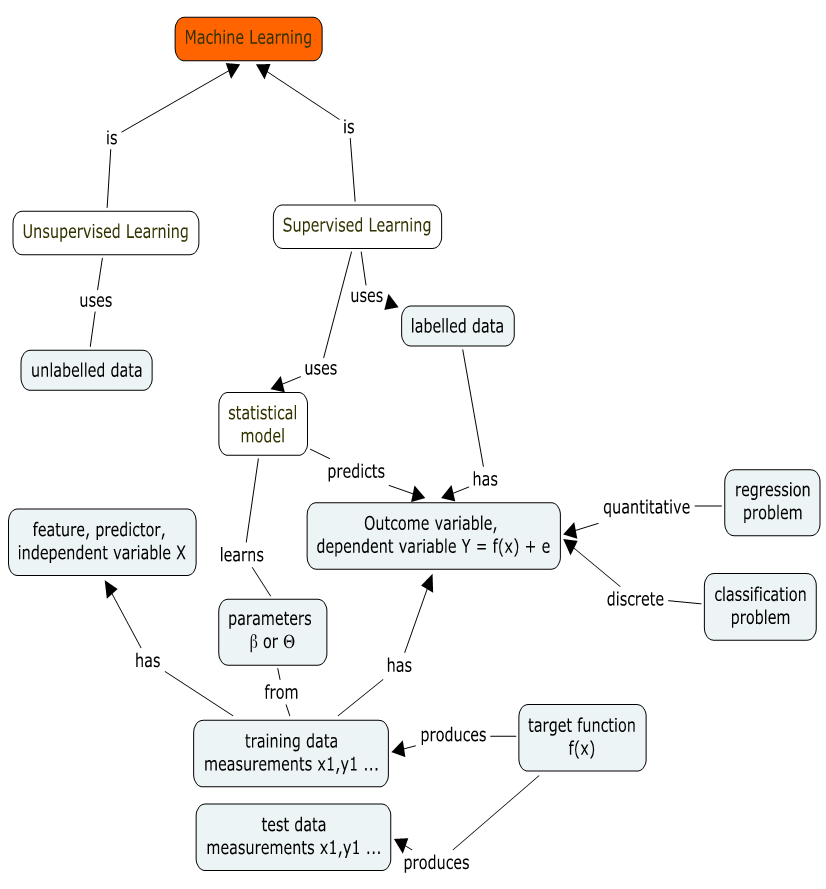 Machine Learning
is
is
Unsupervised Learning
Supervised Learning
uses
uses
labelled data
unlabelled data
uses
statistical
model
predicts
has
quantitative
regression
problem
feature, predictor,
independent variable X
Outcome variable,
dependent variable Y = f(x) + e
learns
discrete
classification
problem
parameters
β or Θ
has
has
from
training data
measurements x1,y1 ...
produces
target function
f(x)
test data
measurements x1,y1 ...
produces